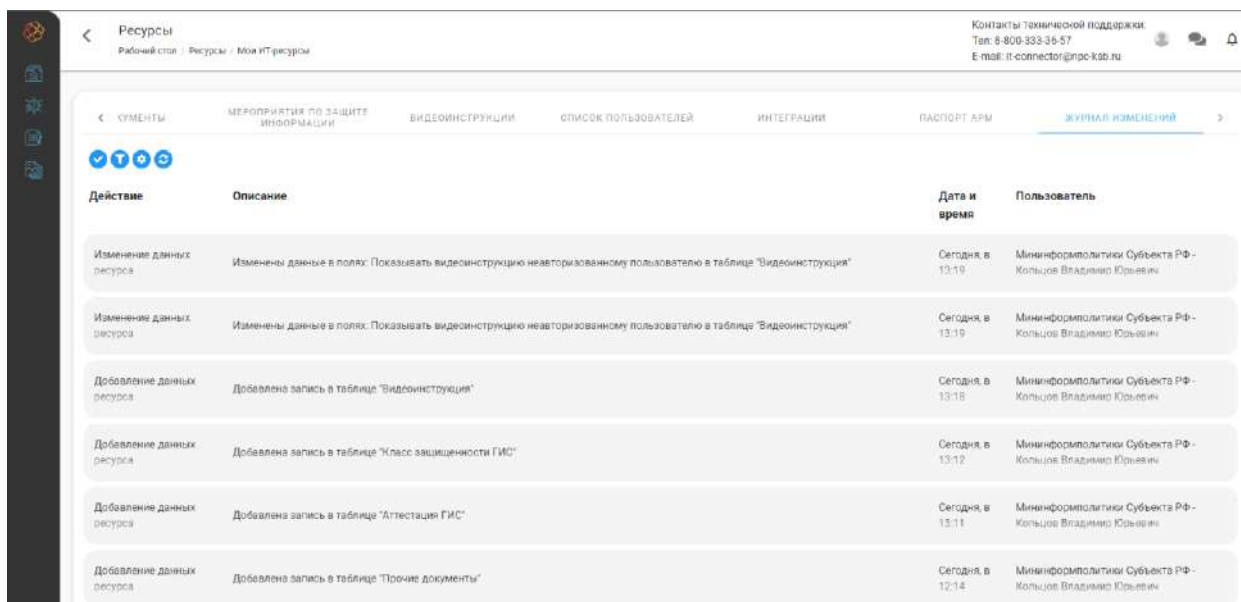 Ресурсы
Рабочий стол / Ресурсы / Мои ИТ-ресурсы
Контакты технической поддержки:
Тел: 8-800-333-36-57
E-mail: it-connector@npc-ksb.ru
КУМЕНТЫ
МЕРОПРИЯТИЯ ПО ЗАЩИТЕ
ИНФОРМАЦИИ
ВИДЕОИНСТРУКЦИИ
СПИСОК ПОЛЬЗОВАТЕЛЕЙ
ИНТЕГРАЦИИ
ПАСПОРТ АРМ
ЖУРНАЛ ИЗМЕНЕНИЙ
Действие
Описание
Дата и
время
Пользователь
Изменение данных
ресурса
Изменены данные в полях: Показывать видеоинструкцию неавторизованному пользователю в таблице "Видеоинструкция"
Сегодня, в
13:19
Мининформполитики Субъекта РФ -
Кольцов Владимир Юрьевич
Изменение данных
ресурса
Изменены данные в полях: Показывать видеоинструкцию неавторизованному пользователю в таблице "Видеоинструкция"
Сегодня, в
13:19
Мининформполитики Субъекта РФ -
Кольцов Владимир Юрьевич
Добавление данных
ресурса
Добавлена запись в таблице "Видеоинструкция"
Сегодня, в
13:18
Мининформполитики Субъекта РФ -
Кольцов Владимир Юрьевич
Добавление данных
ресурса
Добавлена запись в таблице "Класс защищенности ГИС"
Сегодня, в
13:12
Мининформполитики Субъекта РФ -
Кольцов Владимир Юрьевич
Добавление данных
ресурса
Добавлена запись в таблице "Аттестация ГИС"
Сегодня, в
13:11
Мининформполитики Субъекта РФ -
Кольцов Владимир Юрьевич
Добавление данных
ресурса
Добавлена запись в таблице "Прочие документы"
Сегодня, в
12:14
Мининформполитики Субъекта РФ -
Кольцов Владимир Юрьевич